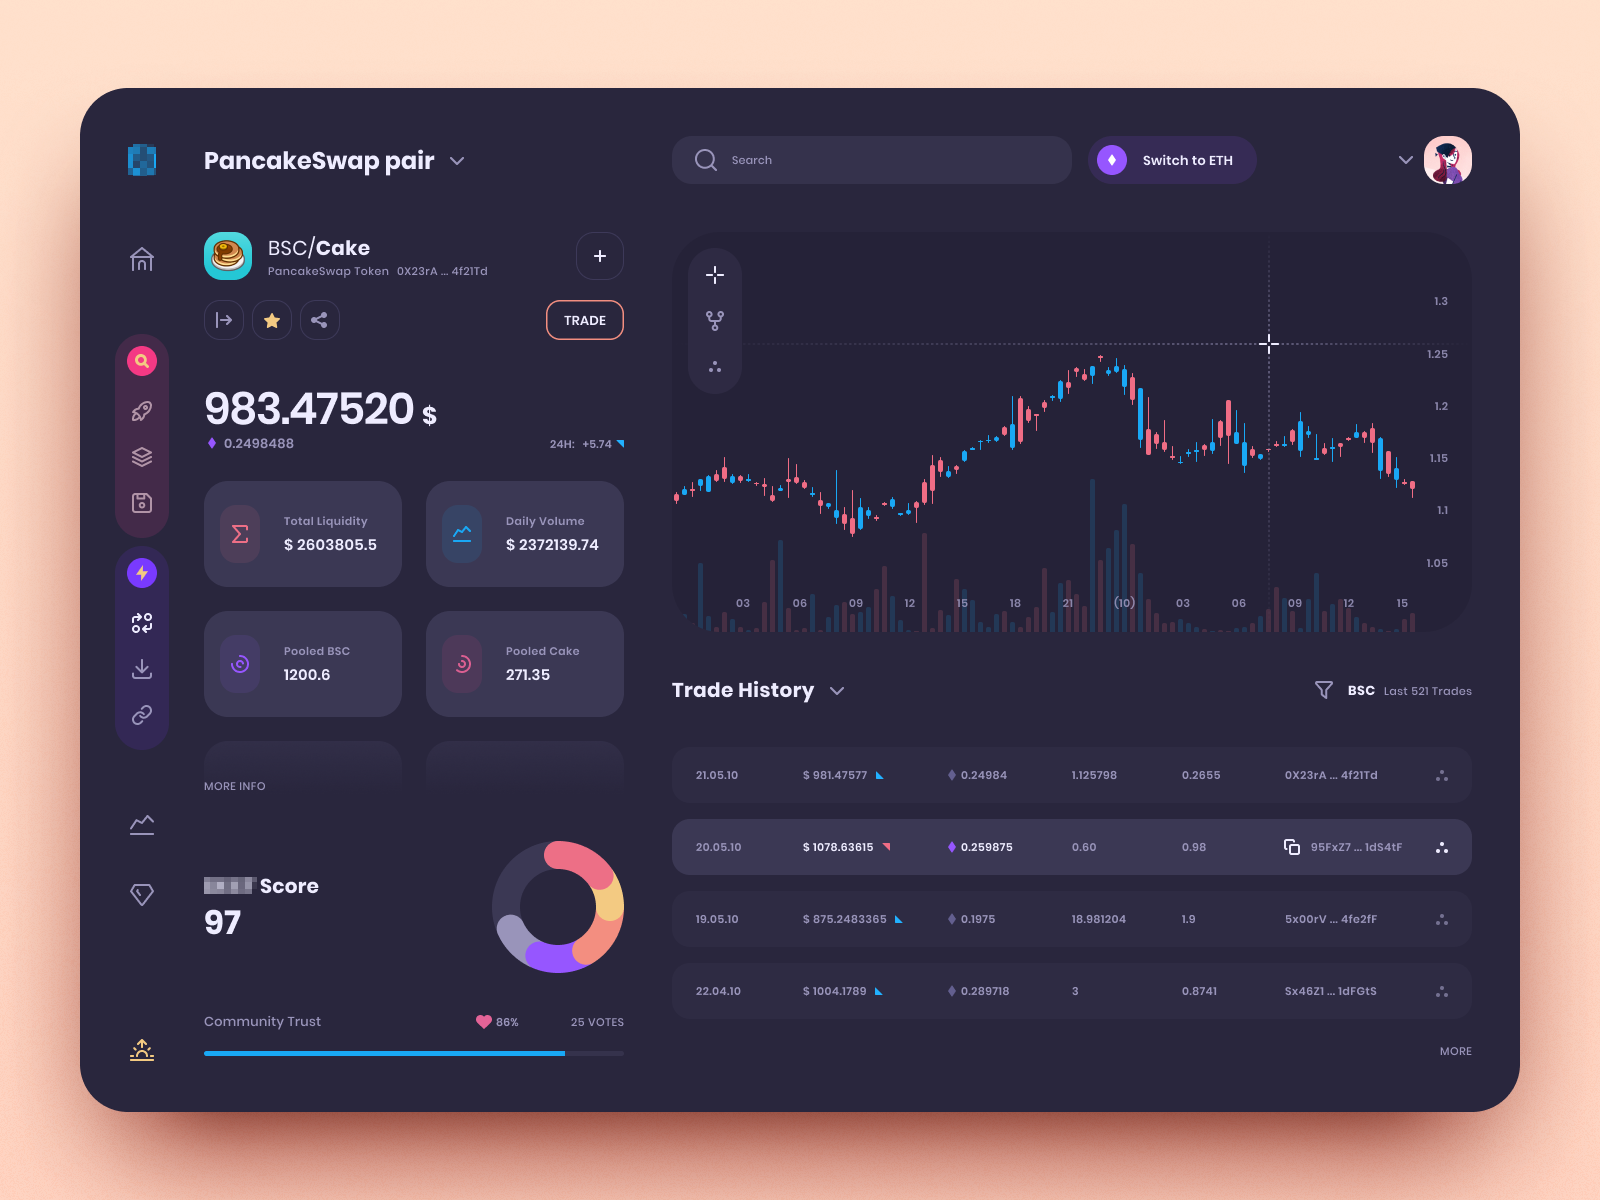 PancakeSwap pair
Search
Switch to ETH
BSC/Cake
PancakeSwap Token 0X23rA ... 4f21Td
TRADE
983.47520 $
0.2498488
24H: +5.74
Total Liquidity
$ 2603805.5
Daily Volume
$ 2372139.74
Pooled BSC
1200.6
Pooled Cake
271.35
MORE INFO
Score
97
Community Trust
86%
25 VOTES
1.3
1.25
1.2
1.15
1.1
1.05
03 06 09 12 15 18 21 (10) 03 06 09 12 15
Trade History
BSC Last 521 Trades
21.05.10 $ 981.47577 0.24984 1.125798 0.2655 0X23rA ... 4f21Td
20.05.10 $ 1078.63615 0.259875 0.60 0.98 95FxZ7 ... 1dS4tF
19.05.10 $ 875.2483365 0.1975 18.981204 1.9 5x00rV ... 4fe2fF
22.04.10 $ 1004.1789 0.289718 3 0.8741 Sx46Z1 ... 1dFGtS
MORE